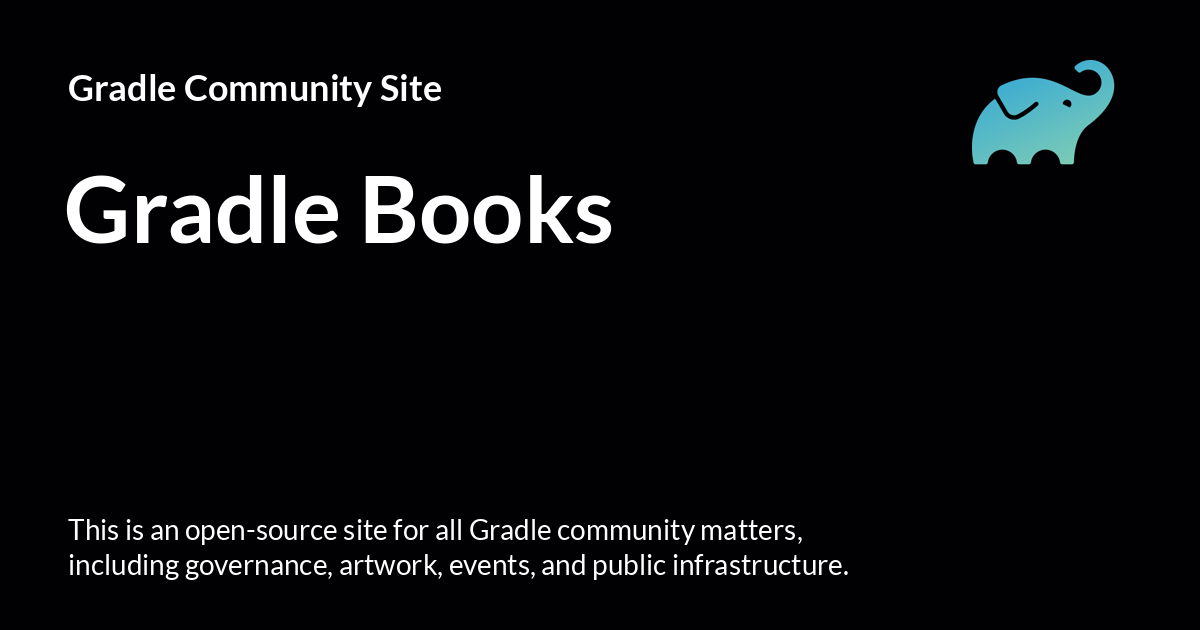 Gradle Community Site
Gradle Books
This is an open-source site for all Gradle community matters,
including governance, artwork, events, and public infrastructure.